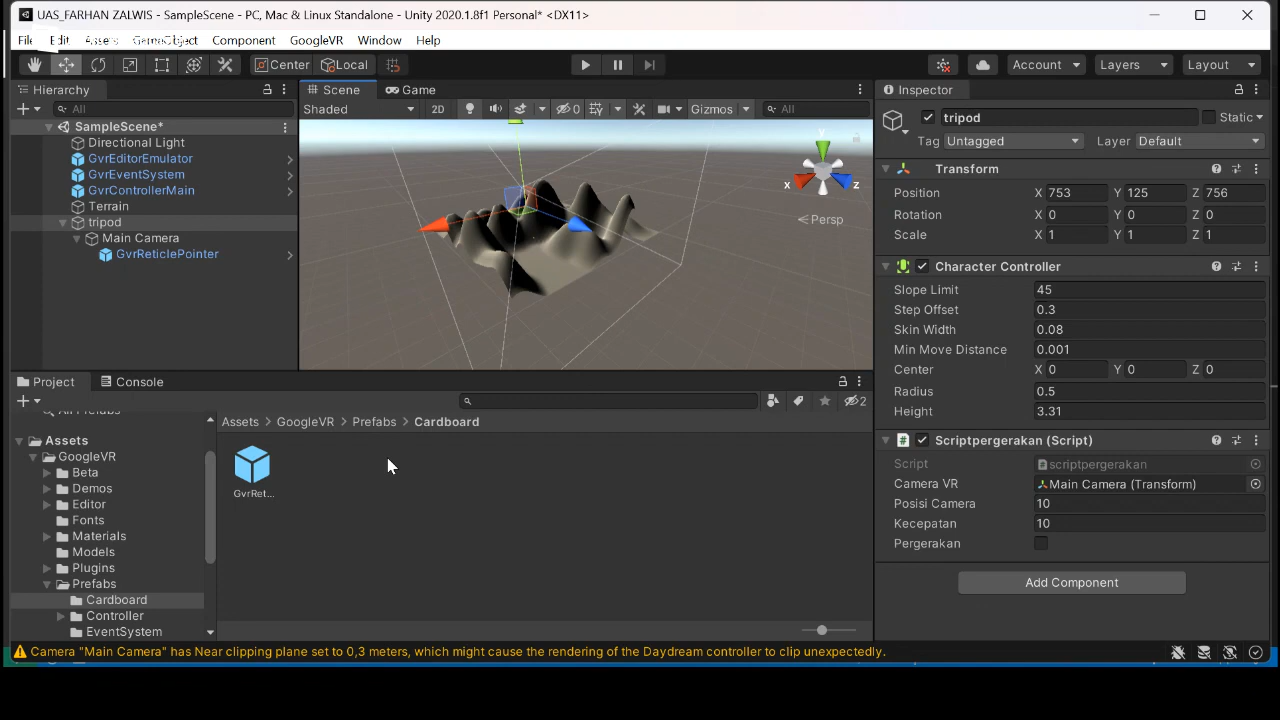 UAS_FARHAN ZALWIS - SampleScene - PC, Mac & Linux Standalone - Unity 2020.1.8f1 Personal* <DX11>
File Edit Assets GameObject Component GoogleVR Window Help
Center Local Account Layers Layout
Hierarchy
All
SampleScene*
Directional Light
GvrEditorEmulator
GvrEventSystem
GvrControllerMain
Terrain
tripod
Main Camera
GvrReticlePointer
Scene Game
Shaded 2D 0 Gizmos All
y
x z
Persp
Inspector
tripod Static
Tag Untagged Layer Default
Transform
Position X 753 Y 125 Z 756
Rotation X 0 Y 0 Z 0
Scale X 1 Y 1 Z 1
Character Controller
Slope Limit 45
Step Offset 0.3
Skin Width 0.08
Min Move Distance 0.001
Center X 0 Y 0 Z 0
Radius 0.5
Height 3.31
Scriptpergerakan (Script)
Script scriptpergerakan
Camera VR Main Camera (Transform)
Posisi Camera 10
Kecepatan 10
Pergerakan
Add Component
Project Console
2
All Prefabs
Assets
GoogleVR
Beta
Demos
Editor
Fonts
Materials
Models
Plugins
Prefabs
Cardboard
Controller
EventSystem
Assets > GoogleVR > Prefabs > Cardboard
GvrRet...
Camera "Main Camera" has Near clipping plane set to 0,3 meters, which might cause the rendering of the Daydream controller to clip unexpectedly.